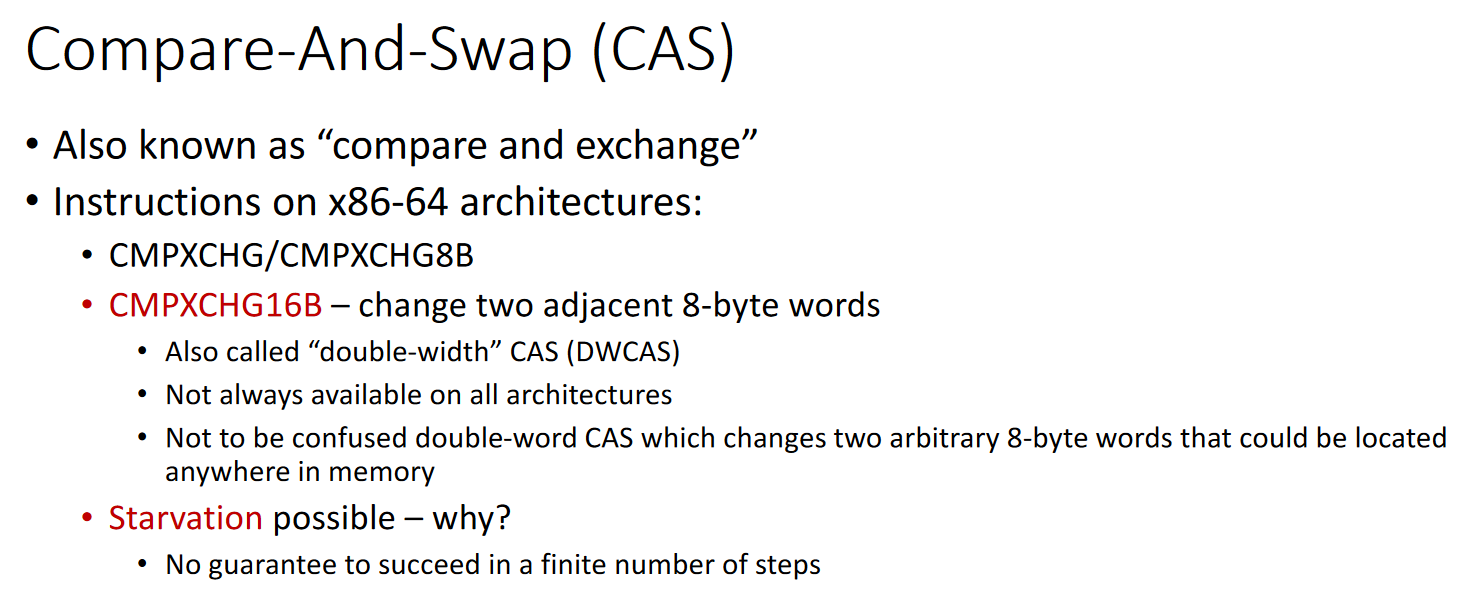 Compare-And-Swap (CAS)
• Also known as “compare and exchange”
• Instructions on x86-64 architectures:
• CMPXCHG/CMPXCHG8B
• CMPXCHG16B – change two adjacent 8-byte words
• Also called “double-width” CAS (DWCAS)
• Not always available on all architectures
• Not to be confused double-word CAS which changes two arbitrary 8-byte words that could be located
anywhere in memory
• Starvation possible – why?
• No guarantee to succeed in a finite number of steps